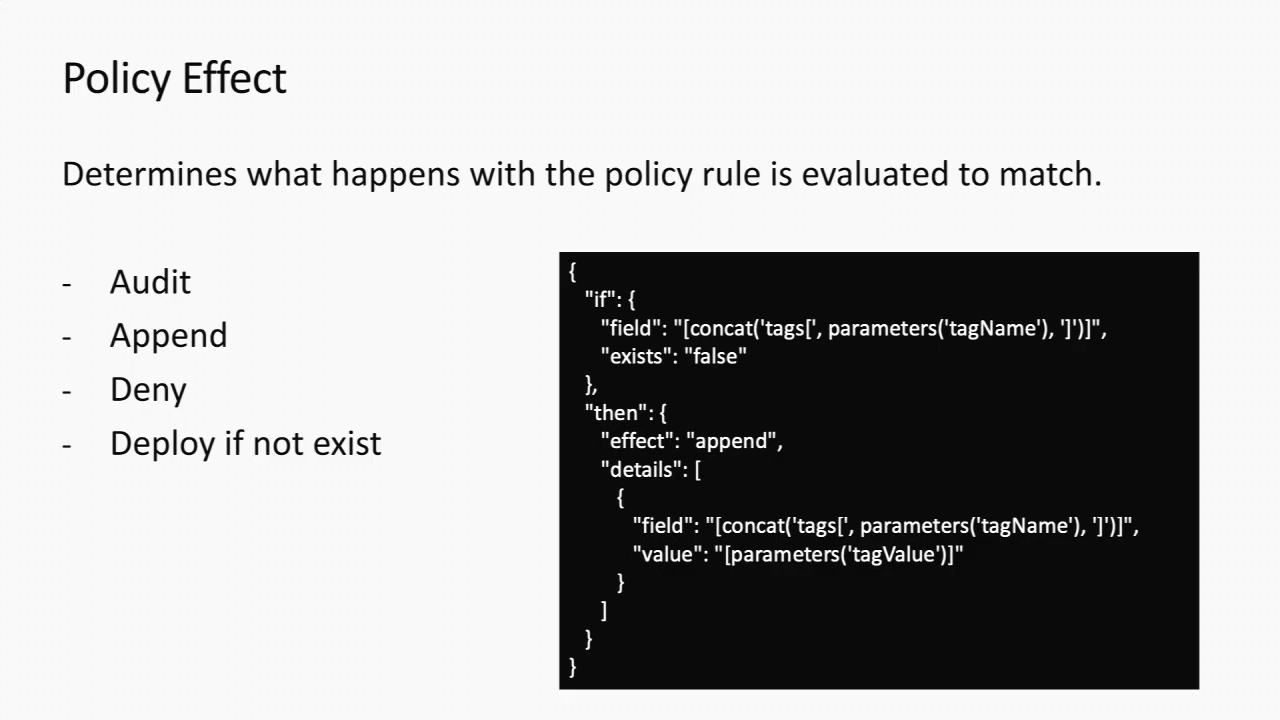 Policy Effect
Determines what happens with the policy rule is evaluated to match.
- Audit
- Append
- Deny
- Deploy if not exist
{
"if": {
"field": "[concat('tags[', parameters('tagName'), ']')]",
"exists": "false"
},
"then": {
"effect": "append",
"details": [
{
"field": "[concat('tags[', parameters('tagName'), ']')]",
"value": "[parameters('tagValue')]"
}
]
}
}